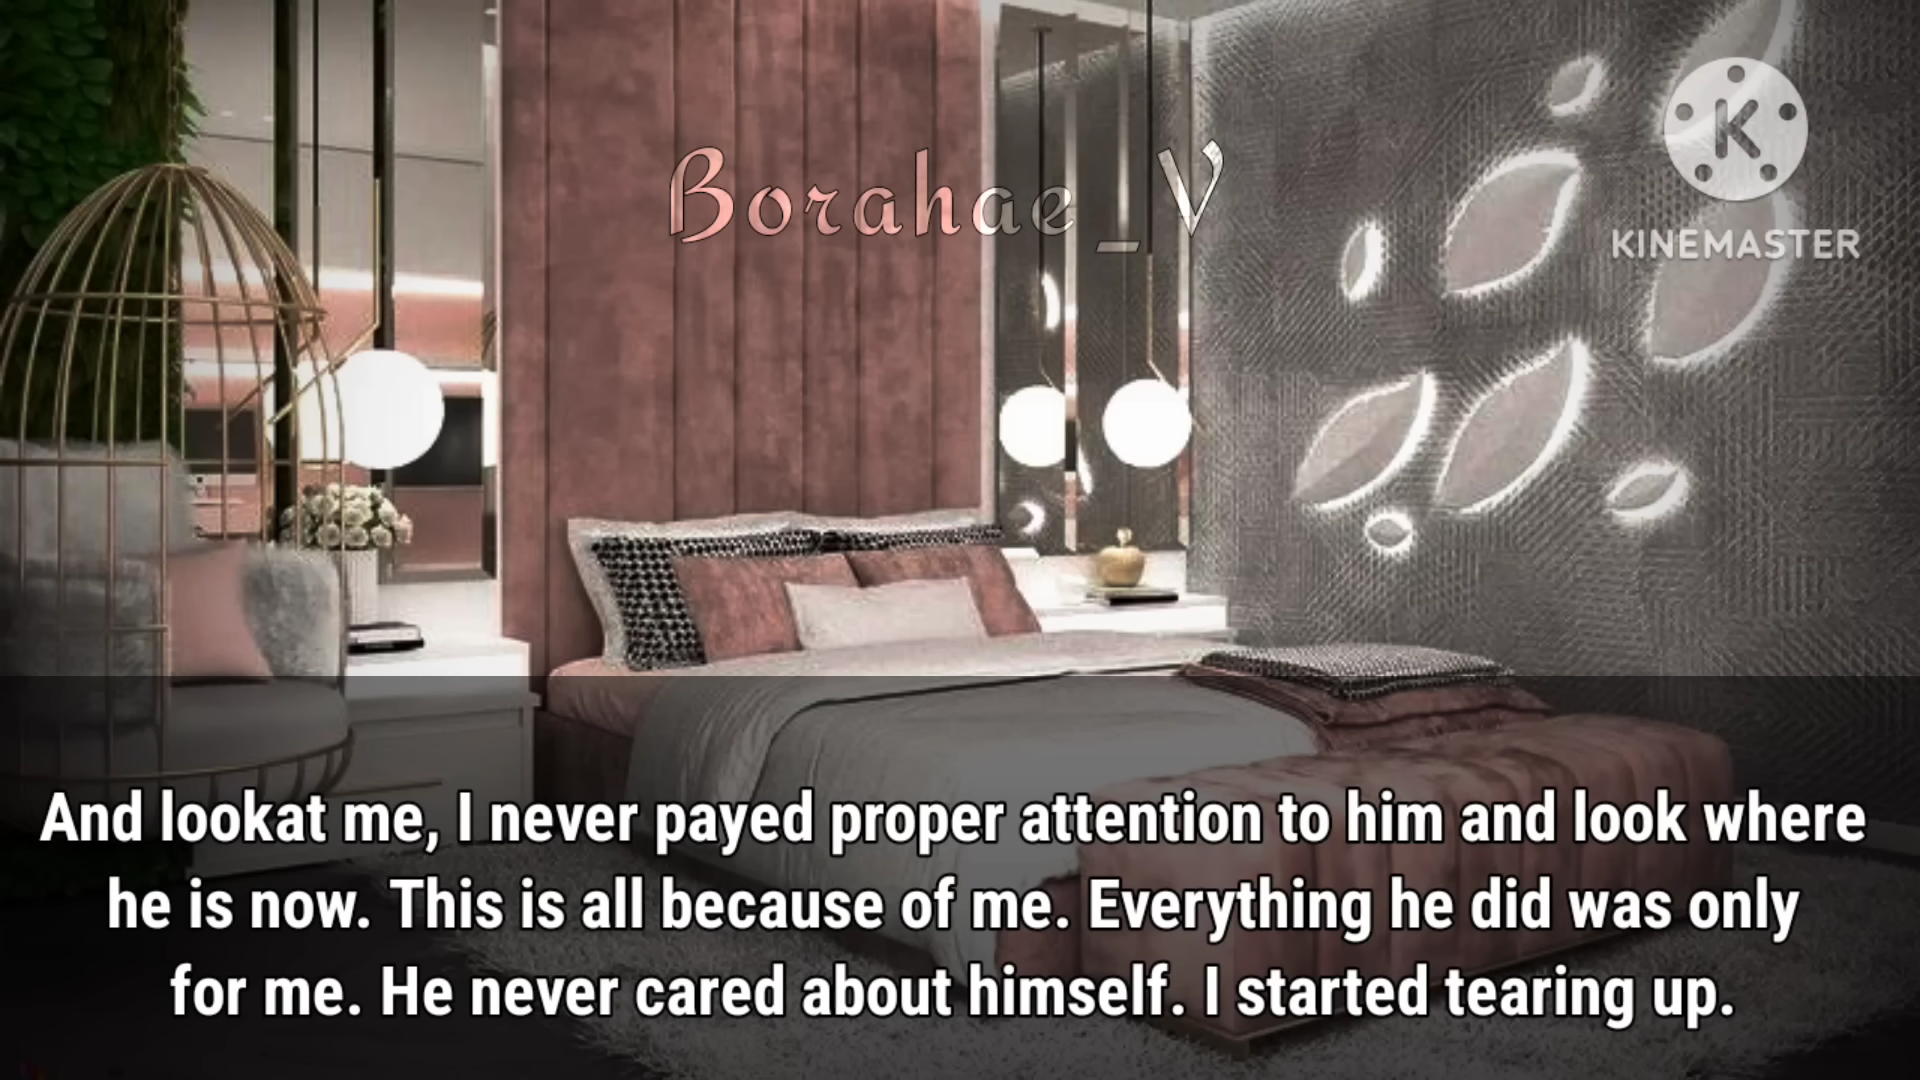 Borahae_V
KINEMASTER
And lookat me, I never payed proper attention to him and look where
he is now. This is all because of me. Everything he did was only
for me. He never cared about himself. I started tearing up.